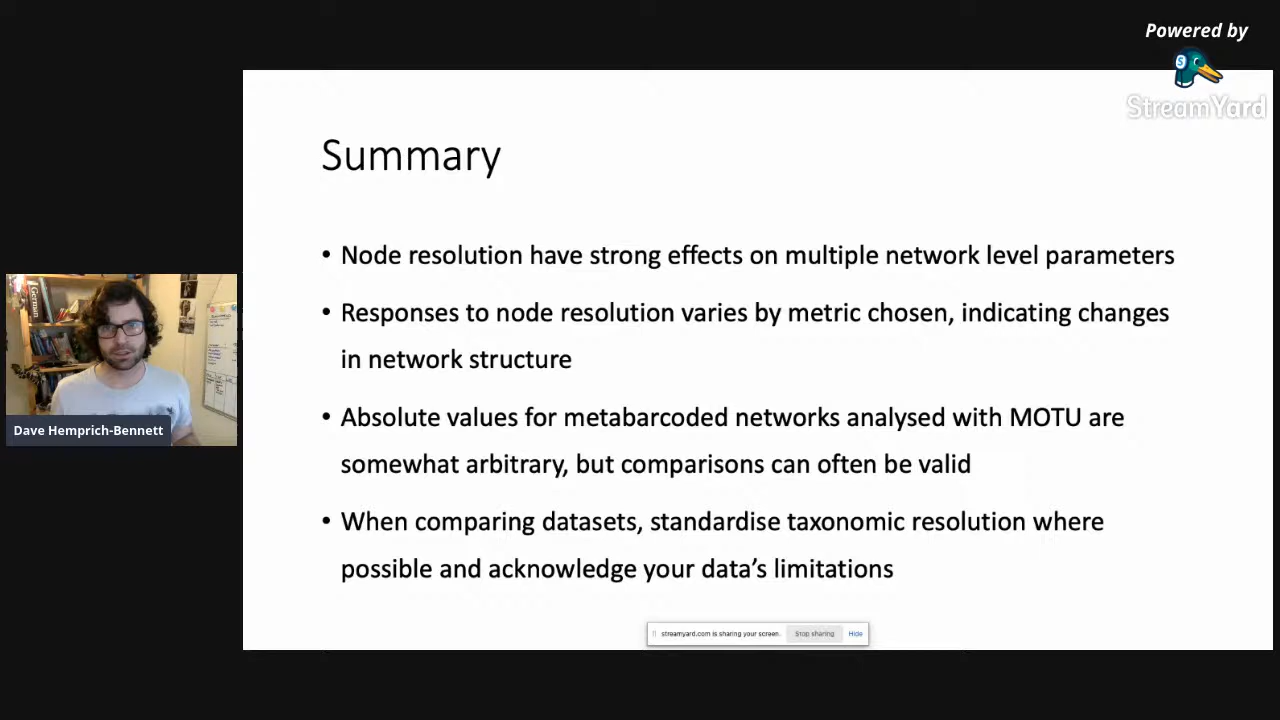 Powered by
StreamYard
Summary
• Node resolution have strong effects on multiple network level parameters
• Responses to node resolution varies by metric chosen, indicating changes
in network structure
• Absolute values for metabarcoded networks analysed with MOTU are
somewhat arbitrary, but comparisons can often be valid
• When comparing datasets, standardise taxonomic resolution where
possible and acknowledge your data’s limitations
German
Dave Hemprich-Bennett
streamyard.com is sharing your screen. Stop sharing Hide